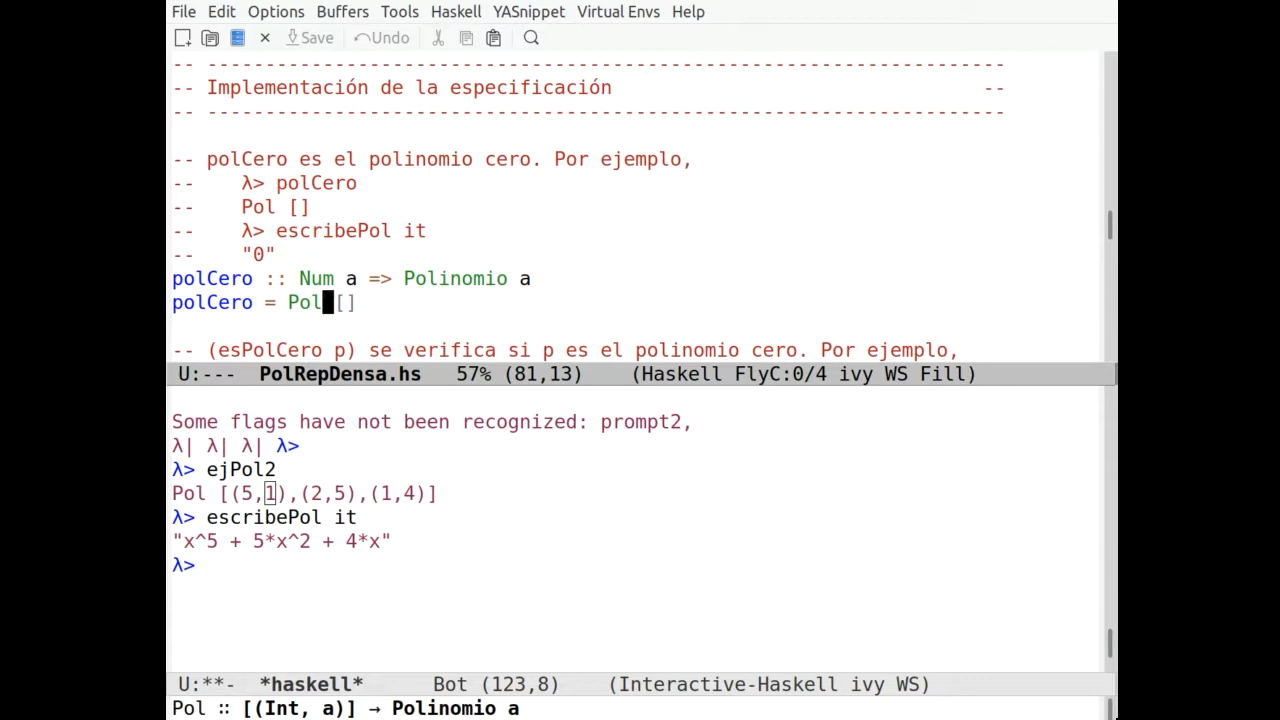 File Edit Options Buffers Tools Haskell YASnippet Virtual Envs Help
Save Undo
-- ---------------------------------------------------------------------
-- Implementación de la especificación --
-- ---------------------------------------------------------------------
-- polCero es el polinomio cero. Por ejemplo,
-- λ> polCero
-- Pol []
-- λ> escribePol it
-- "0"
polCero :: Num a => Polinomio a
polCero = Pol []
-- (esPolCero p) se verifica si p es el polinomio cero. Por ejemplo,
U:--- PolRepDensa.hs 57% (81,13) (Haskell FlyC:0/4 ivy WS Fill)
Some flags have not been recognized: prompt2,
λ| λ| λ| λ>
λ> ejPol2
Pol [(5,1),(2,5),(1,4)]
λ> escribePol it
"x^5 + 5*x^2 + 4*x"
λ>
U:**- *haskell* Bot (123,8) (Interactive-Haskell ivy WS)
Pol :: [(Int, a)] → Polinomio a